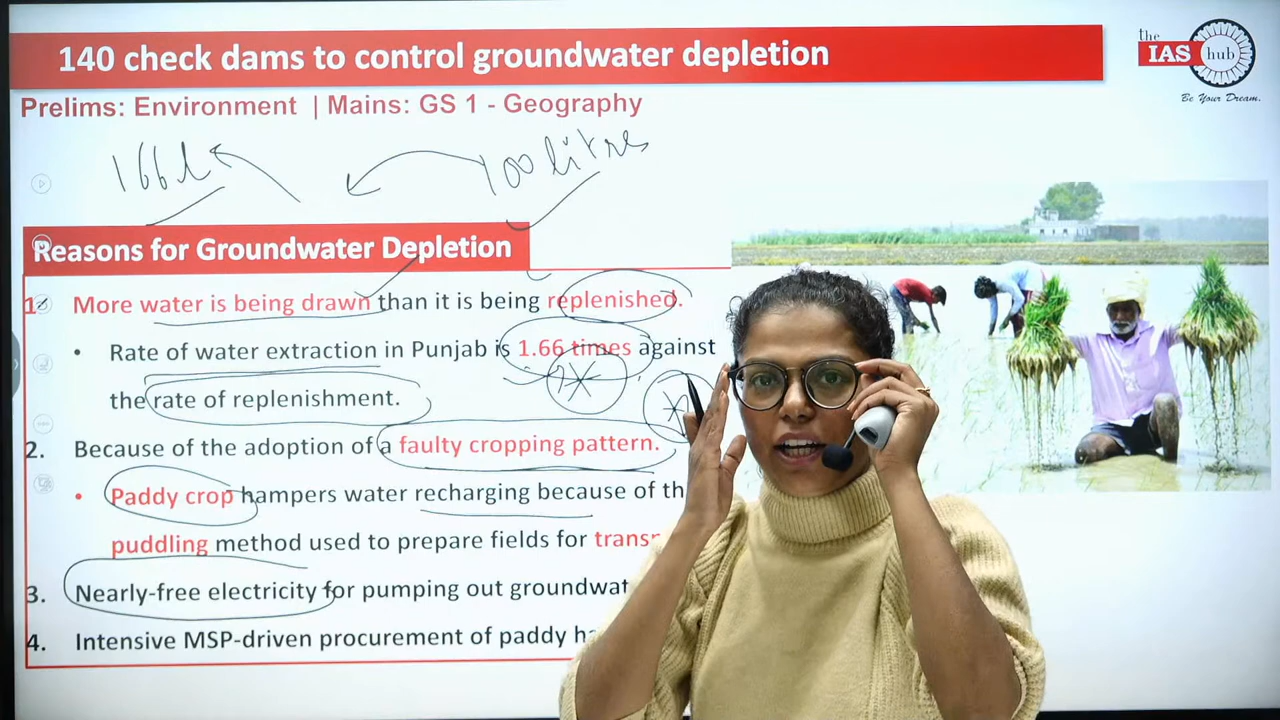 140 check dams to control groundwater depletion
the
IAS hub
Be Your Dream.
Prelims: Environment | Mains: GS 1 - Geography
166l
100 litres
Reasons for Groundwater Depletion
1. More water is being drawn than it is being replenished.
• Rate of water extraction in Punjab is 1.66 times against
the rate of replenishment.
2. Because of the adoption of a faulty cropping pattern.
• Paddy crop hampers water recharging because of th
puddling method used to prepare fields for trans
3. Nearly-free electricity for pumping out groundwat
4. Intensive MSP-driven procurement of paddy h